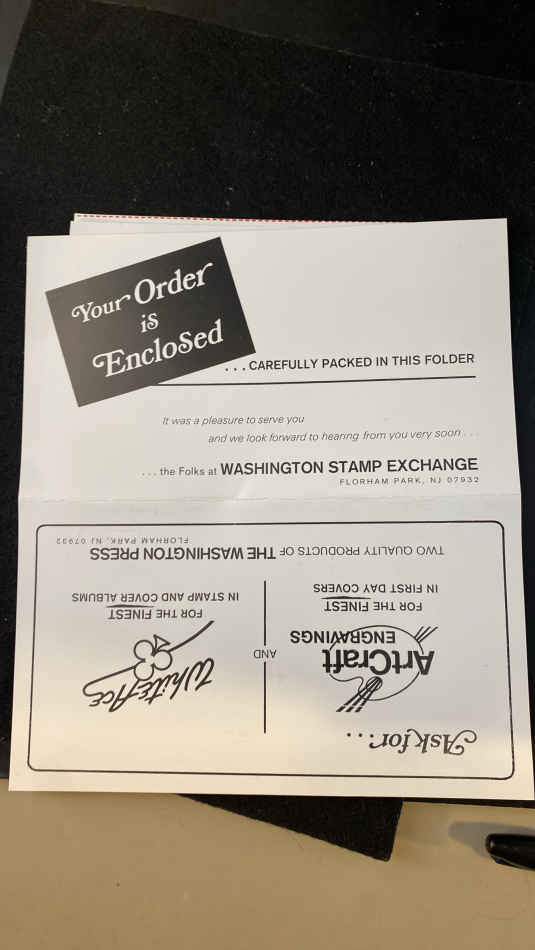 Your Order
is
Enclosed
. . . CAREFULLY PACKED IN THIS FOLDER
It was a pleasure to serve you
and we look forward to hearing from you very soon . . .
. . . the Folks at WASHINGTON STAMP EXCHANGE
FLORHAM PARK, NJ 07932
Ask for . . .
ArtCraft
ENGRAVINGS
FOR THE FINEST
IN FIRST DAY COVERS
AND
White Ace
FOR THE FINEST
IN STAMP AND COVER ALBUMS
TWO QUALITY PRODUCTS OF THE WASHINGTON PRESS
FLORHAM PARK, NJ 07932